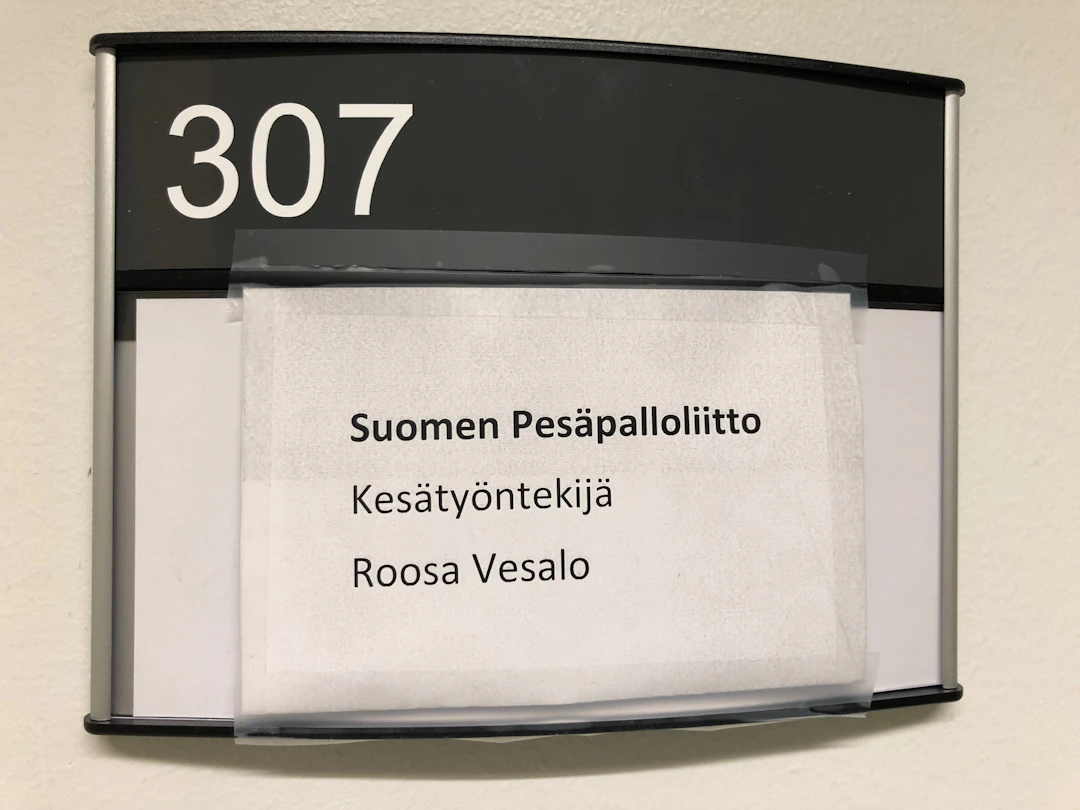 307
Suomen Pesäpalloliitto
Kesätyöntekijä
Roosa Vesalo